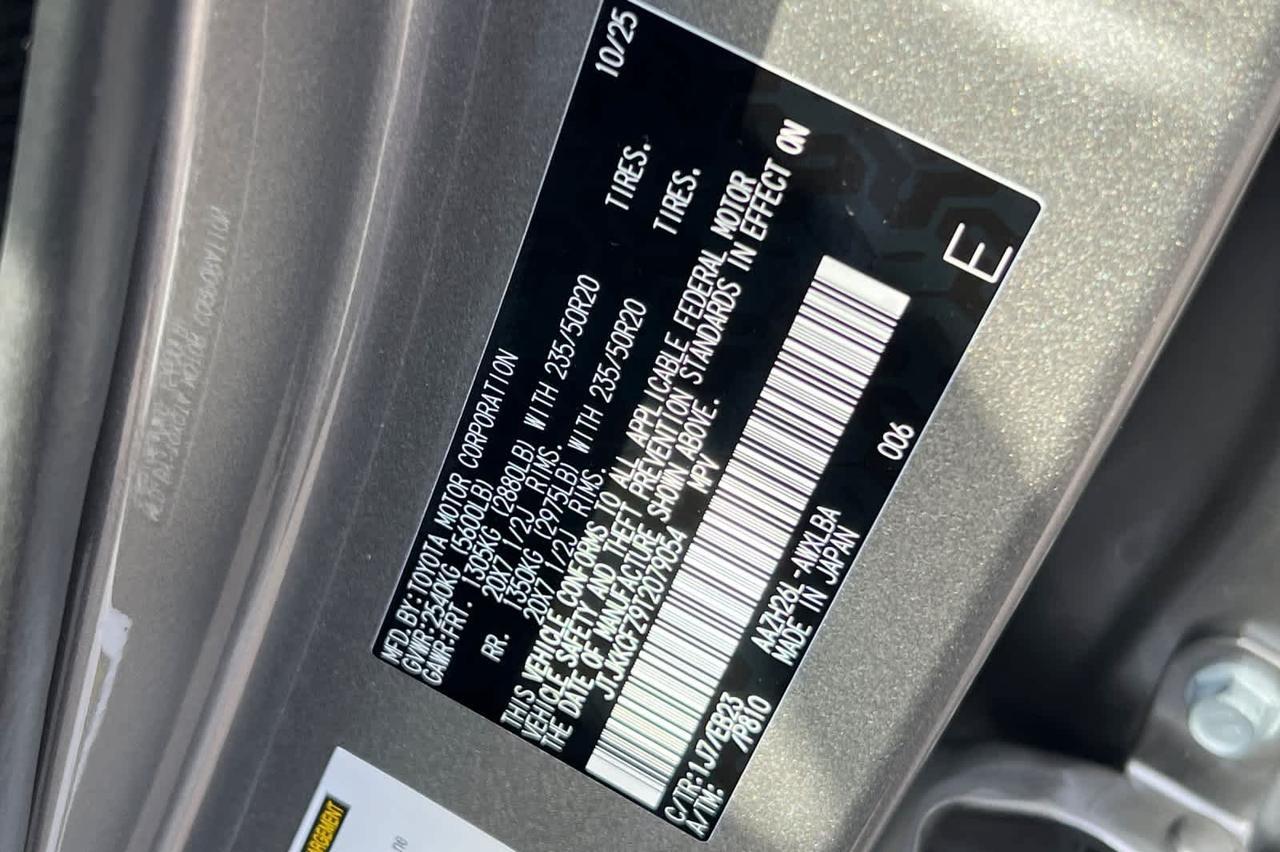 MFD.BY:TOYOTA MOTOR CORPORATION 10/25
GVWR:2540KG (5600LB)
GAWR:FRT. 1305KG (2880LB) WITH 235/50R20 TIRES.
20X7 1/2J RIMS.
RR. 1350KG (2975LB) WITH 235/50R20 TIRES.
20X7 1/2J RIMS.
THIS VEHICLE CONFORMS TO ALL APPLICABLE FEDERAL MOTOR
VEHICLE SAFETY AND THEFT PREVENTION STANDARDS IN EFFECT ON
THE DATE OF MANUFACTURE SHOWN ABOVE.
MPV
006
C/TR:1J7/EB23 AAZH26L-AWXLBA
A/TM: /P810 MADE IN JAPAN
E